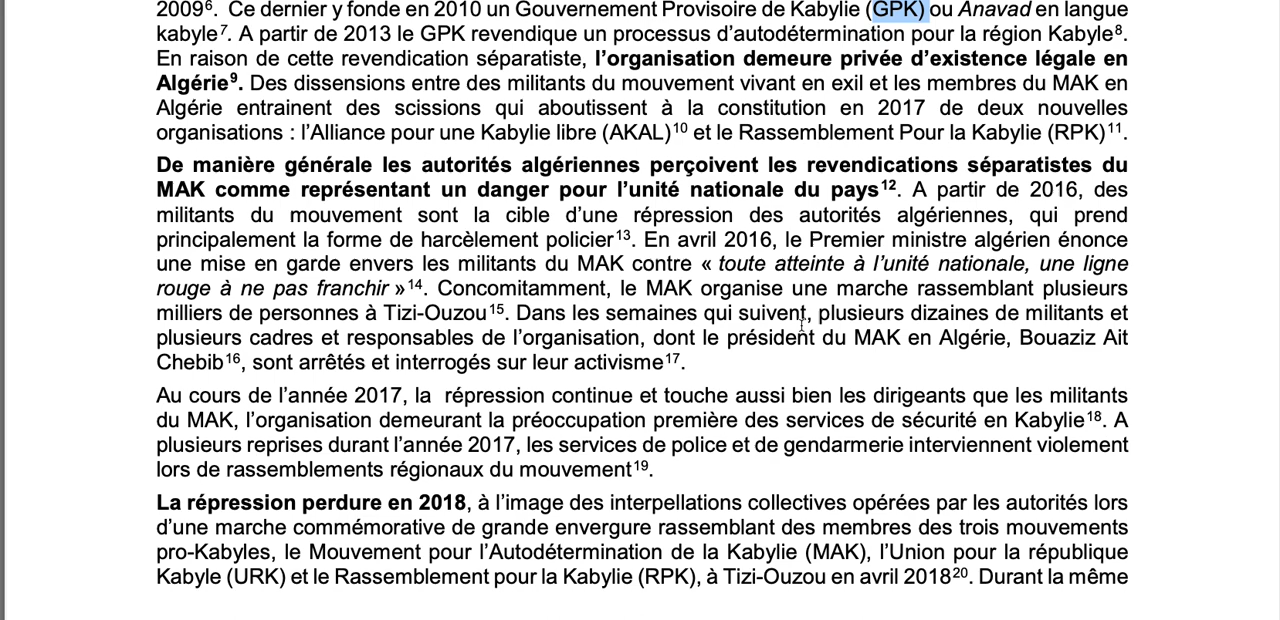 2009⁶. Ce dernier y fonde en 2010 un Gouvernement Provisoire de Kabylie (GPK) ou Anavad en langue
kabyle⁷. A partir de 2013 le GPK revendique un processus d’autodétermination pour la région Kabyle⁸.
En raison de cette revendication séparatiste, l’organisation demeure privée d’existence légale en
Algérie⁹. Des dissensions entre des militants du mouvement vivant en exil et les membres du MAK en
Algérie entrainent des scissions qui aboutissent à la constitution en 2017 de deux nouvelles
organisations : l’Alliance pour une Kabylie libre (AKAL)¹⁰ et le Rassemblement Pour la Kabylie (RPK)¹¹.
De manière générale les autorités algériennes perçoivent les revendications séparatistes du
MAK comme représentant un danger pour l’unité nationale du pays¹². A partir de 2016, des
militants du mouvement sont la cible d’une répression des autorités algériennes, qui prend
principalement la forme de harcèlement policier¹³. En avril 2016, le Premier ministre algérien énonce
une mise en garde envers les militants du MAK contre « toute atteinte à l’unité nationale, une ligne
rouge à ne pas franchir »¹⁴. Concomitamment, le MAK organise une marche rassemblant plusieurs
milliers de personnes à Tizi-Ouzou¹⁵. Dans les semaines qui suivent, plusieurs dizaines de militants et
plusieurs cadres et responsables de l’organisation, dont le président du MAK en Algérie, Bouaziz Ait
Chebib¹⁶, sont arrêtés et interrogés sur leur activisme¹⁷.
Au cours de l’année 2017, la répression continue et touche aussi bien les dirigeants que les militants
du MAK, l’organisation demeurant la préoccupation première des services de sécurité en Kabylie¹⁸. A
plusieurs reprises durant l’année 2017, les services de police et de gendarmerie interviennent violement
lors de rassemblements régionaux du mouvement¹⁹.
La répression perdure en 2018, à l’image des interpellations collectives opérées par les autorités lors
d’une marche commémorative de grande envergure rassemblant des membres des trois mouvements
pro-Kabyles, le Mouvement pour l’Autodétermination de la Kabylie (MAK), l’Union pour la république
Kabyle (URK) et le Rassemblement pour la Kabylie (RPK), à Tizi-Ouzou en avril 2018²⁰. Durant la même